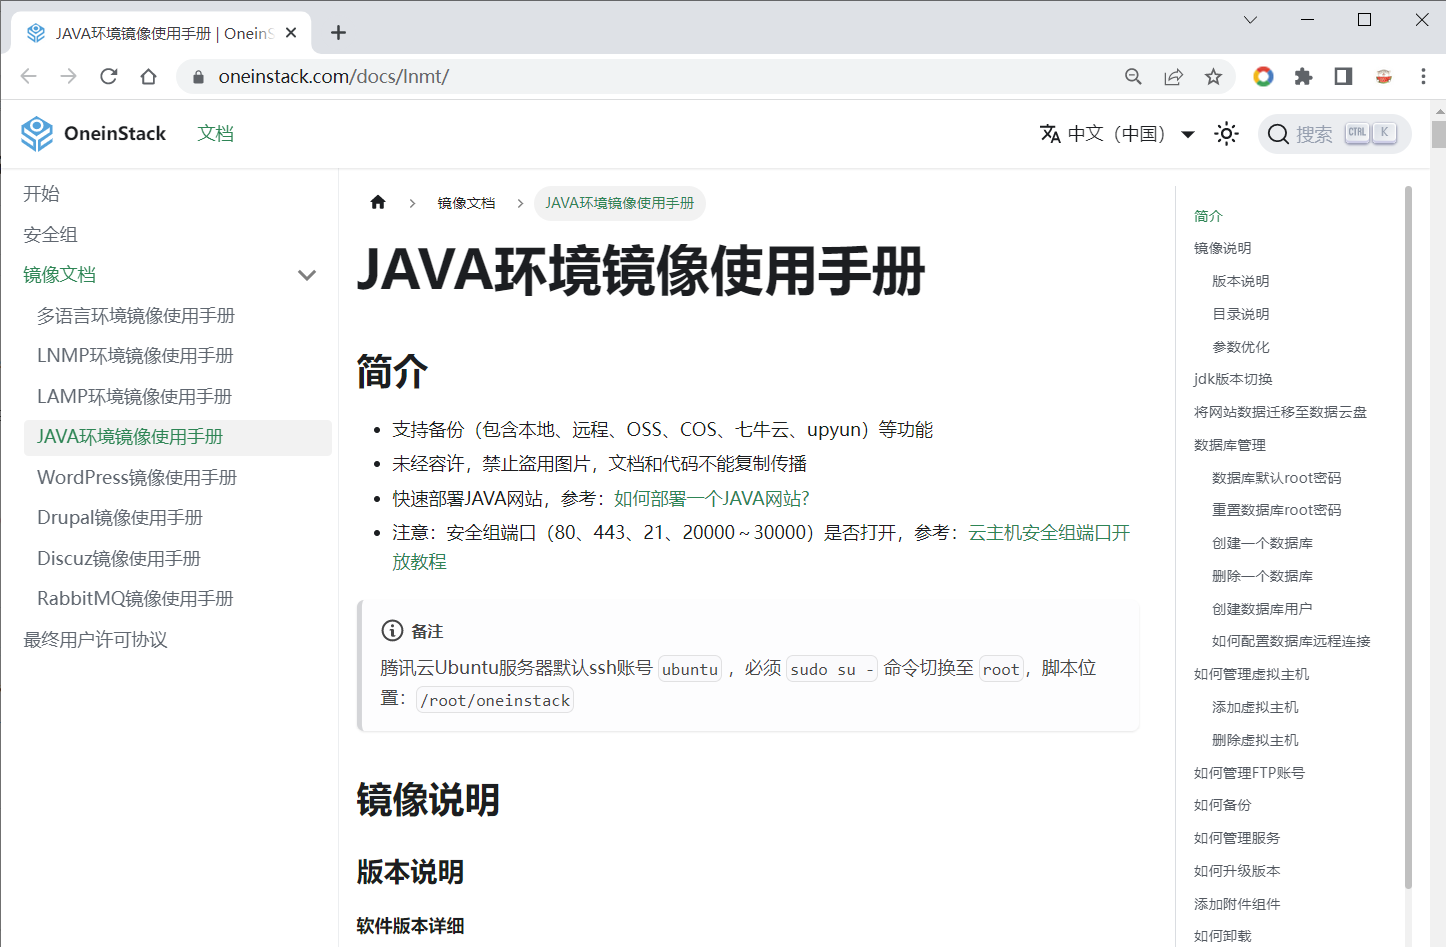 JAVA环境镜像使用手册 | OneinS
oneinstack.com/docs/lnmt/
OneinStack
文档
中文（中国）
搜索
CTRL
K
开始
安全组
镜像文档
多语言环境镜像使用手册
LNMP环境镜像使用手册
LAMP环境镜像使用手册
JAVA环境镜像使用手册
WordPress镜像使用手册
Drupal镜像使用手册
Discuz镜像使用手册
RabbitMQ镜像使用手册
最终用户许可协议
镜像文档
JAVA环境镜像使用手册
JAVA环境镜像使用手册
简介
支持备份（包含本地、远程、OSS、COS、七牛云、upyun）等功能
未经容许，禁止盗用图片，文档和代码不能复制传播
快速部署JAVA网站，参考：如何部署一个JAVA网站?
注意：安全组端口（80、443、21、20000～30000）是否打开，参考：云主机安全组端口开
放教程
备注
腾讯云Ubuntu服务器默认ssh账号 ubuntu ，必须 sudo su - 命令切换至 root，脚本位
置：/root/oneinstack
镜像说明
版本说明
软件版本详细
简介
镜像说明
版本说明
目录说明
参数优化
jdk版本切换
将网站数据迁移至数据云盘
数据库管理
数据库默认root密码
重置数据库root密码
创建一个数据库
删除一个数据库
创建数据库用户
如何配置数据库远程连接
如何管理虚拟主机
添加虚拟主机
删除虚拟主机
如何管理FTP账号
如何备份
如何管理服务
如何升级版本
添加附件组件
如何卸载